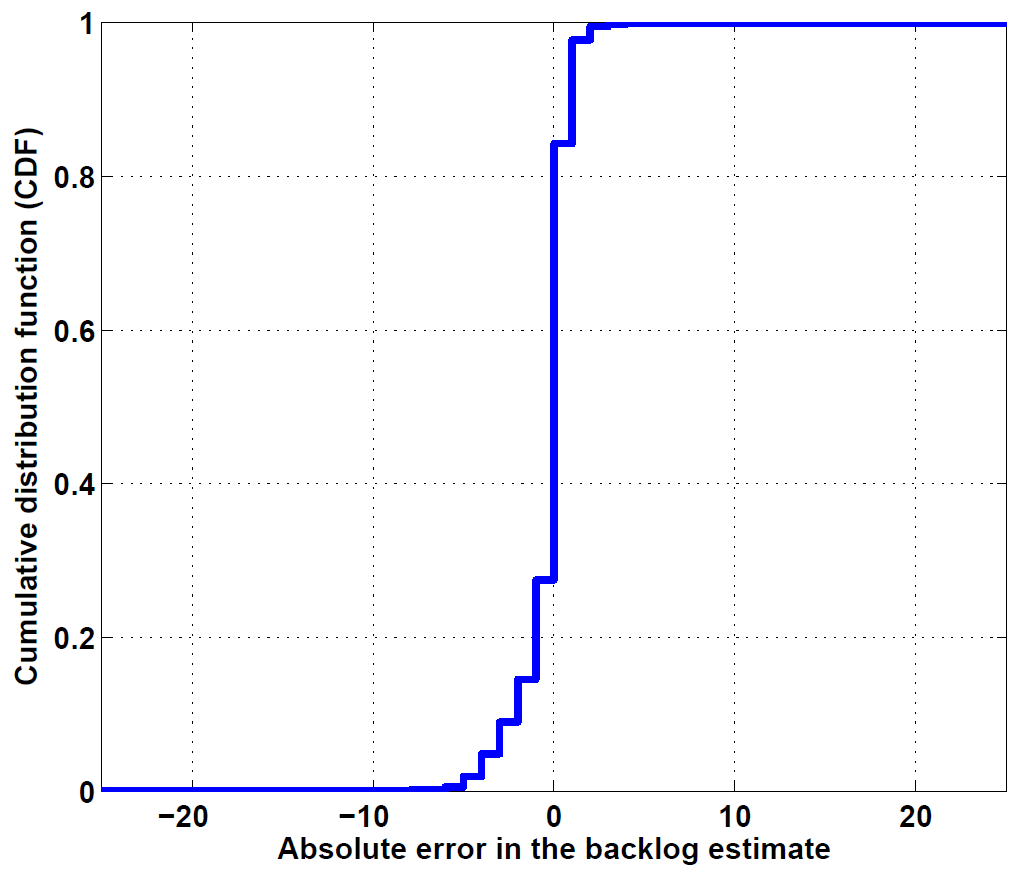 Cumulative distribution function (CDF)
1
0.8
0.6
0.4
0.2
0
−20 −10 0 10 20
Absolute error in the backlog estimate